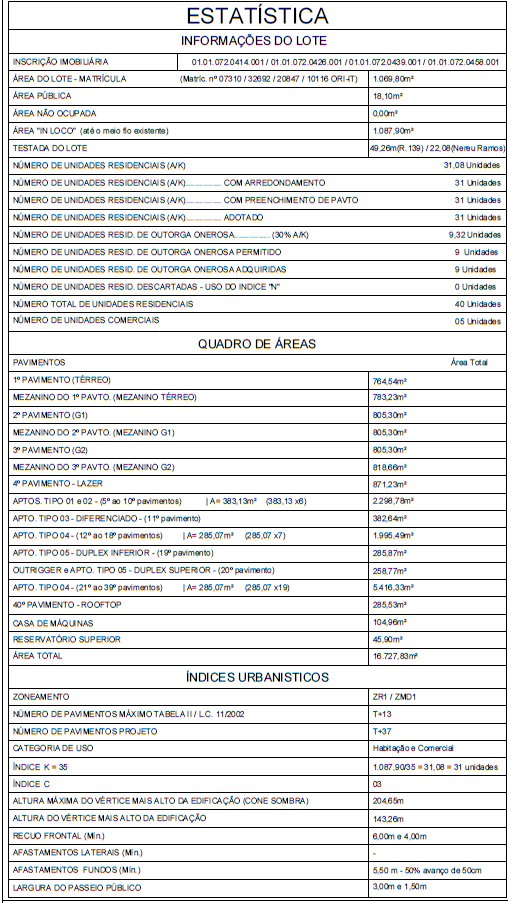 ESTATÍSTICA
INFORMAÇÕES DO LOTE
INSCRIÇÃO IMOBILIÁRIA 01.01.072.0414.001 / 01.01.072.0426.001 / 01.01.072.0439.001 / 01.01.072.0458.001
ÁREA DO LOTE - MATRÍCULA (Matríc. nº 07310 / 32692 / 20847 / 10116 ORI-IT) 1.069,80m²
ÁREA PÚBLICA 18,10m²
ÁREA NÃO OCUPADA 0,00m²
ÁREA "IN LOCO" (até o meio fio existente) 1.087,90m²
TESTADA DO LOTE 49,26m(R.139) / 22,08(Nereu Ramos)
NÚMERO DE UNIDADES RESIDENCIAIS (A/K) 31,08 Unidades
NÚMERO DE UNIDADES RESIDENCIAIS (A/K)................ COM ARREDONDAMENTO 31 Unidades
NÚMERO DE UNIDADES RESIDENCIAIS (A/K)................ COM PREENCHIMENTO DE PAVTO 31 Unidades
NÚMERO DE UNIDADES RESIDENCIAIS (A/K)................ ADOTADO 31 Unidades
NÚMERO DE UNIDADES RESID. DE OUTORGA ONEROSA................ (30% A/K) 9,32 Unidades
NÚMERO DE UNIDADES RESID. DE OUTORGA ONEROSA PERMITIDO 9 Unidades
NÚMERO DE UNIDADES RESID. DE OUTORGA ONEROSA ADQUIRIDAS 9 Unidades
NÚMERO DE UNIDADES RESID. DESCARTADAS - USO DO INDICE "N" 0 Unidades
NÚMERO TOTAL DE UNIDADES RESIDENCIAIS 40 Unidades
NÚMERO DE UNIDADES COMERCIAIS 05 Unidades
QUADRO DE ÁREAS
PAVIMENTOS Área Total
1º PAVIMENTO (TÉRREO) 764,54m²
MEZANINO DO 1º PAVTO. (MEZANINO TÉRREO) 783,23m²
2º PAVIMENTO (G1) 805,30m²
MEZANINO DO 2º PAVTO. (MEZANINO G1) 805,30m²
3º PAVIMENTO (G2) 805,30m²
MEZANINO DO 3º PAVTO. (MEZANINO G2) 818,66m²
4º PAVIMENTO - LAZER 871,23m²
APTOS. TIPO 01 e 02 - (5º ao 10º pavimentos) | A= 383,13m² (383,13 x6) 2.298,78m²
APTO. TIPO 03 - DIFERENCIADO - (11º pavimento) 382,64m²
APTO. TIPO 04 - (12º ao 18º pavimentos) | A= 285,07m² (285,07 x7) 1.995,49m²
APTO. TIPO 05 - DUPLEX INFERIOR - (19º pavimento) 285,87m²
OUTRIGGER e APTO. TIPO 05 - DUPLEX SUPERIOR - (20º pavimento) 258,77m²
APTO. TIPO 04 - (21º ao 39º pavimentos) | A= 285,07m² (285,07 x19) 5.416,33m²
40º PAVIMENTO - ROOFTOP 285,53m²
CASA DE MÁQUINAS 104,96m²
RESERVATÓRIO SUPERIOR 45,90m²
ÁREA TOTAL 16.727,83m²
ÍNDICES URBANISTICOS
ZONEAMENTO ZR1 / ZMD1
NÚMERO DE PAVIMENTOS MÁXIMO TABELA II / L.C. 11/2002 T+13
NÚMERO DE PAVIMENTOS PROJETO T+37
CATEGORIA DE USO Habitação e Comercial
ÍNDICE K = 35 1.087,90/35 = 31,08 = 31 unidades
ÍNDICE C 03
ALTURA MÁXIMA DO VÉRTICE MAIS ALTO DA EDIFICAÇÃO (CONE SOMBRA) 204,65m
ALTURA DO VÉRTICE MAIS ALTO DA EDIFICAÇÃO 143,26m
RECUO FRONTAL (Mín.) 6,00m e 4,00m
AFASTAMENTOS LATERAIS (Mín.) -
AFASTAMENTOS FUNDOS (Mín.) 5,50 m - 50% avanço de 50cm
LARGURA DO PASSEIO PÚBLICO 3,00m e 1,50m